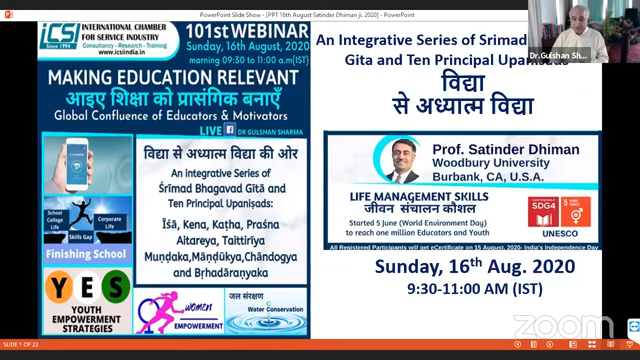 PowerPoint Slide Show - [PPT 16th August Satinder Dhiman ji. 2020] - PowerPoint
iCSi
Since 1994
INTERNATIONAL CHAMBER
FOR SERVICE INDUSTRY
Consultancy - Research - Training
www.icsiindia.in
101st WEBINAR
Sunday, 16th August, 2020
morning 09:30 to 11:00 a.m(IST)
MAKING EDUCATION RELEVANT
आइए शिक्षा को प्रासंगिक बनाएँ
Global Confluence of Educators & Motivators
LIVE f DR GULSHAN SHARMA
School
College
Life
Corporate
Life
Skills Gap
Finishing School
YES
YOUTH
EMPOWERMENT
STRATEGIES
विद्या से अध्यात्म विद्या की ओर
An integrative Series of
Śrīmad Bhagavad Gītā and
Ten Principal Upaniṣads:
Īśā, Kena, Kaṭha, Praśna
Aitareya, Taittiriya
Muṇḍaka,Māṇḍūkya,Chāndogya
and Bṛhadāraṇyaka
women
EMPOWERMENT
जल संरक्षण
Water Conservation
An Integrative Series of Srimad
Gita and Ten Principal Upaniṣads
विद्या
से अध्यात्म विद्या
Prof. Satinder Dhiman
Woodbury University
Burbank, CA, U.S.A.
LIFE MANAGEMENT SKILLS
जीवन संचालन कौशल
Started 5 June (World Environment Day)
to reach one million Educators and Youth
SDG4
5
UNESCO
All Registered Participants will get eCertificate on 15 August, 2020- India's Independence Day
Sunday, 16th Aug. 2020
9:30-11:00 AM (IST)
Dr.Gulshan Sh...
zoom
SLIDE 1 OF 22